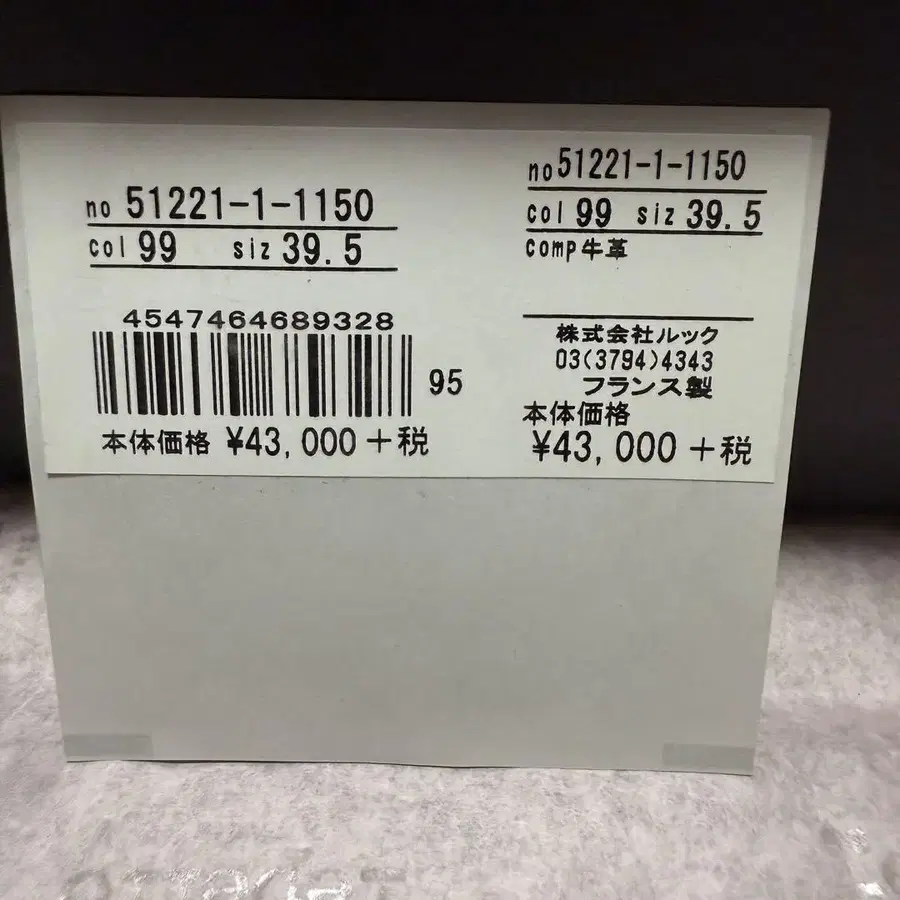 no 51221-1-1150
col 99 siz 39.5
4547464689328
95
本体価格 ¥43,000+税
no 51221-1-1150
col 99 siz 39.5
comp 牛革
株式会社ルック
03(3794)4343
フランス製
本体価格
¥43,000+税